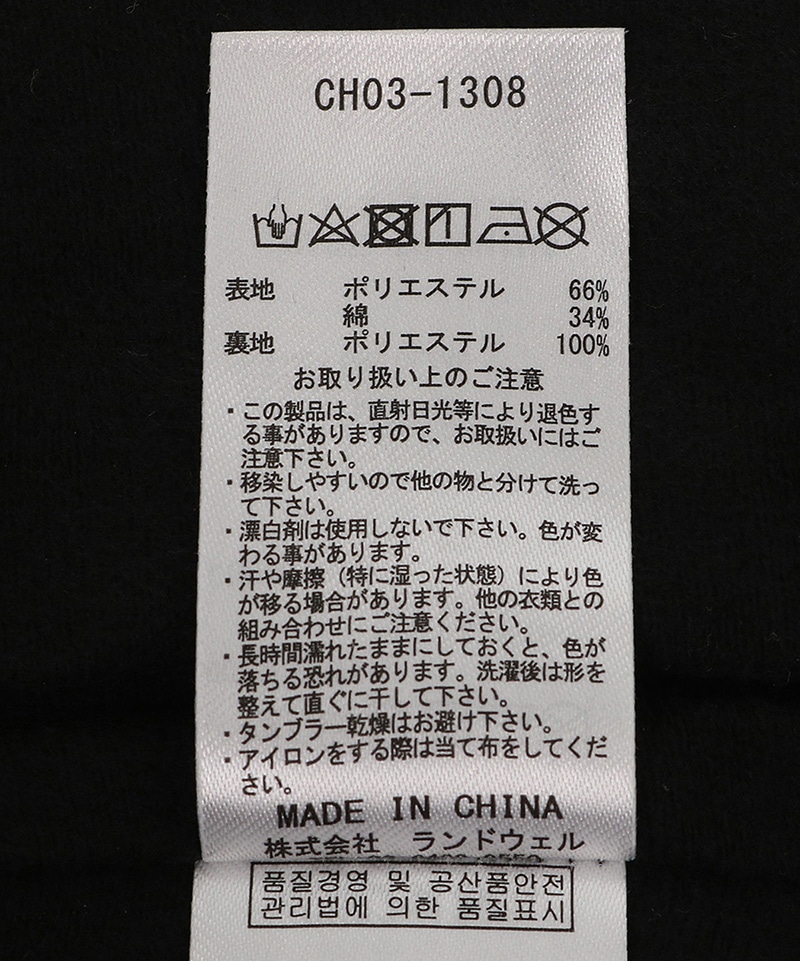 CH03-1308
表地 ポリエステル 66%
綿 34%
裏地 ポリエステル 100%
お取り扱い上のご注意
・この製品は、直射日光等により退色す
る事がありますので、お取扱いにはご
注意下さい。
・移染しやすいので他の物と分けて洗っ
て下さい。
・漂白剤は使用しないで下さい。色が変
わる事があります。
・汗や摩擦（特に湿った状態）により色
が移る場合があります。他の衣類との
組み合わせにご注意ください。
・長時間濡れたままにしておくと、色が
落ちる恐れがあります。洗濯後は形を
整えて直ぐに干して下さい。
・タンブラー乾燥はお避け下さい。
・アイロンをする際は当て布をしてくだ
さい。
MADE IN CHINA
株式会社 ランドウェル
품질경영 및 공산품안전
관리법에 의한 품질표시